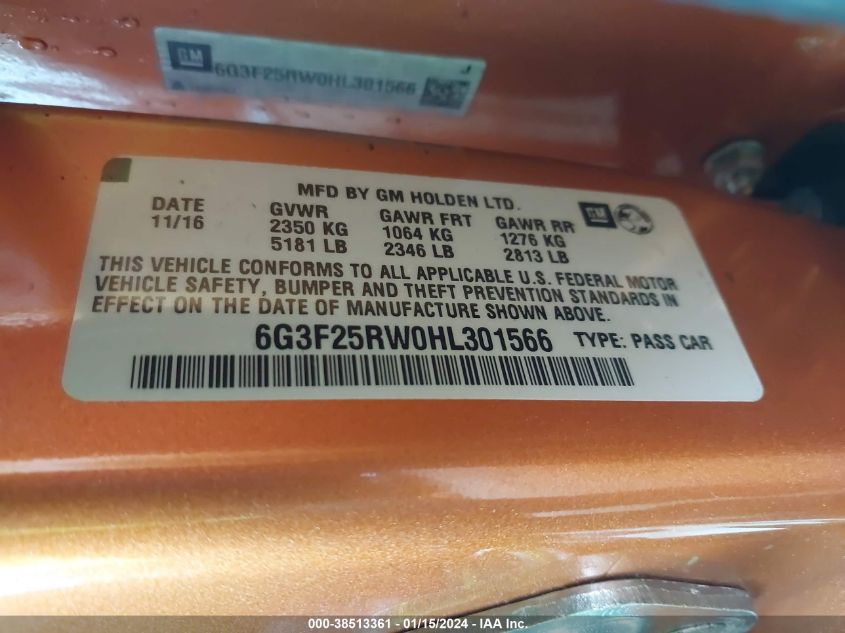 GM
6G3F25RW0HL301566
MFD BY GM HOLDEN LTD.
DATE GVWR GAWR FRT GAWR RR GM
11/16 2350 KG 1064 KG 1276 KG
5181 LB 2346 LB 2813 LB
THIS VEHICLE CONFORMS TO ALL APPLICABLE U.S. FEDERAL MOTOR
VEHICLE SAFETY, BUMPER AND THEFT PREVENTION STANDARDS IN
EFFECT ON THE DATE OF MANUFACTURE SHOWN ABOVE.
6G3F25RW0HL301566 TYPE: PASS CAR
000-38513361 - 01/15/2024 - IAA Inc.